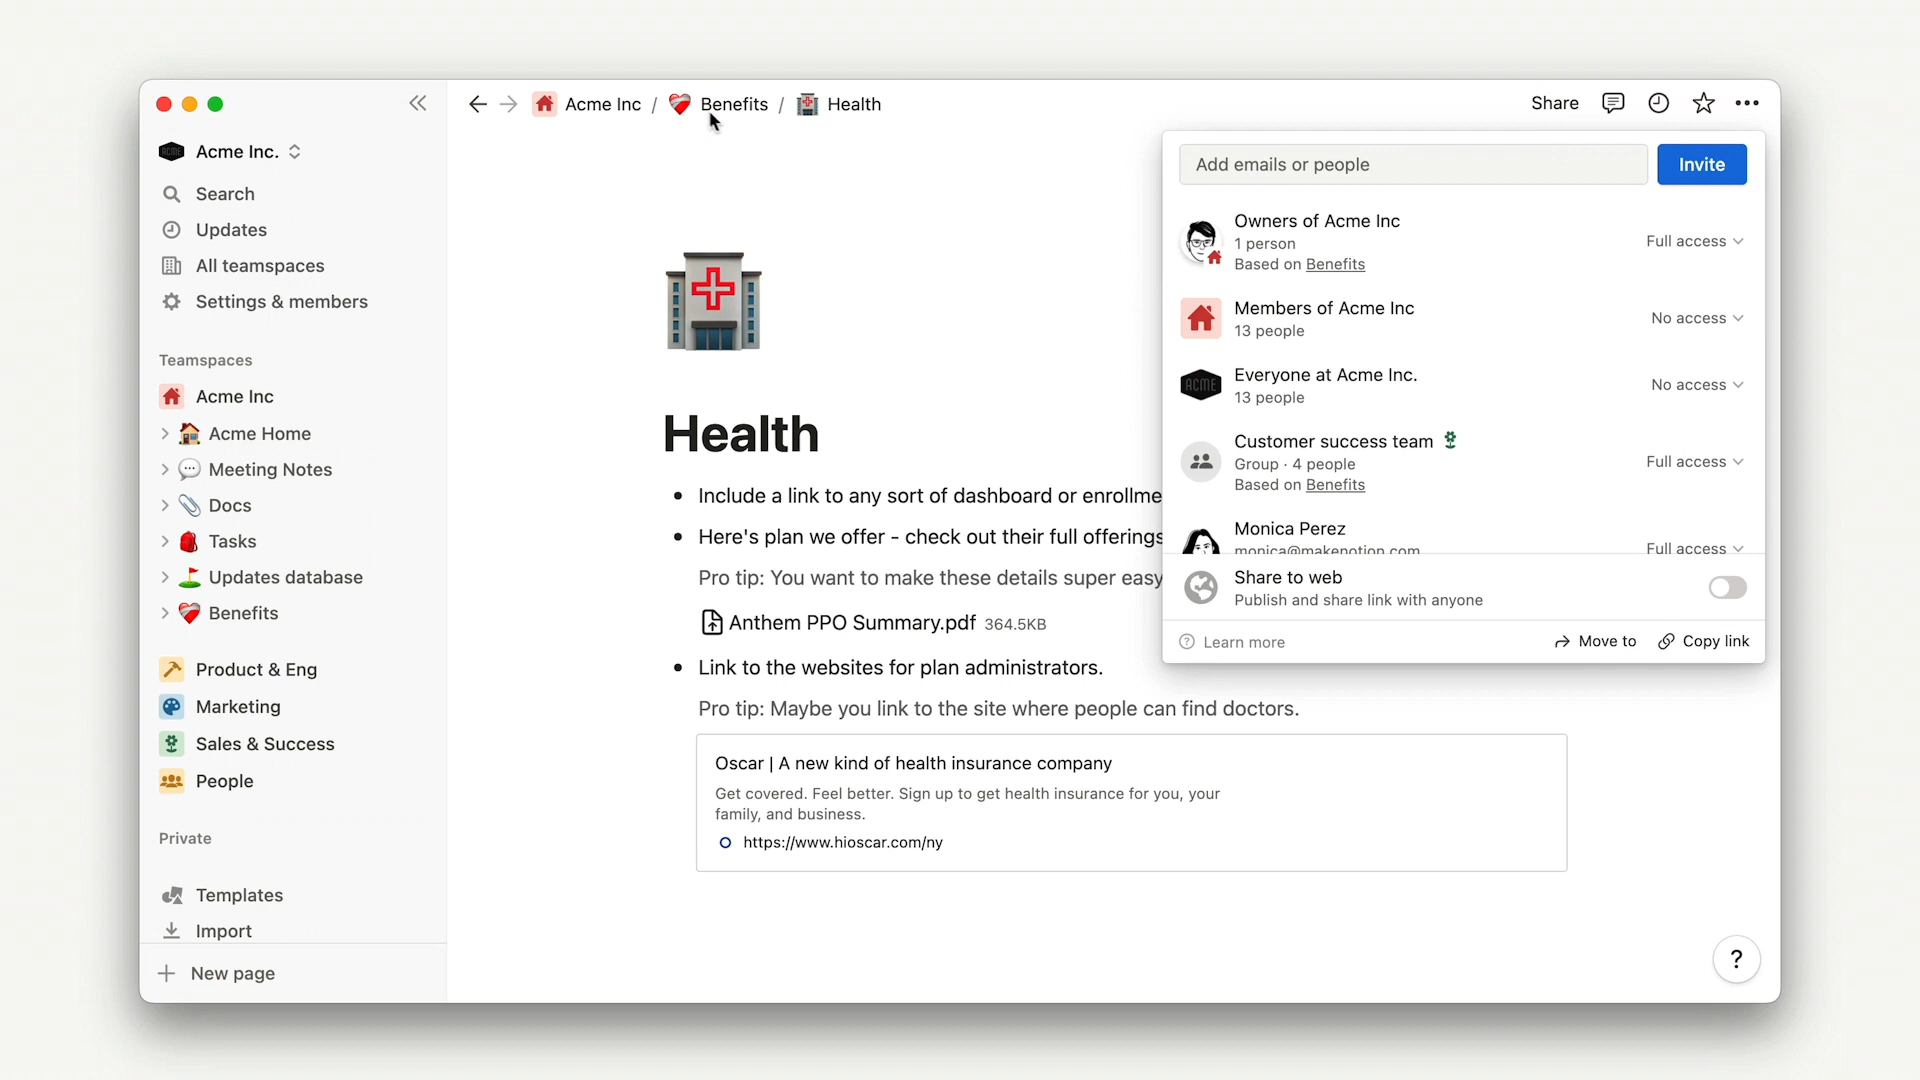 Acme Inc / Benefits / Health
Share
Acme Inc.
Search
Updates
All teamspaces
Settings & members
Teamspaces
Acme Inc
Acme Home
Meeting Notes
Docs
Tasks
Updates database
Benefits
Product & Eng
Marketing
Sales & Success
People
Private
Templates
Import
New page
Health
Include a link to any sort of dashboard or enrollme
Here's plan we offer - check out their full offerings
Pro tip: You want to make these details super easy
Anthem PPO Summary.pdf 364.5KB
Link to the websites for plan administrators.
Pro tip: Maybe you link to the site where people can find doctors.
Oscar | A new kind of health insurance company
Get covered. Feel better. Sign up to get health insurance for you, your
family, and business.
https://www.hioscar.com/ny
Add emails or people
Invite
Owners of Acme Inc
1 person
Based on Benefits
Full access
Members of Acme Inc
13 people
No access
ACME
Everyone at Acme Inc.
13 people
No access
Customer success team
Group · 4 people
Based on Benefits
Full access
Monica Perez
monica@makenotion.com
Full access
Share to web
Publish and share link with anyone
? Learn more
Move to
Copy link
?